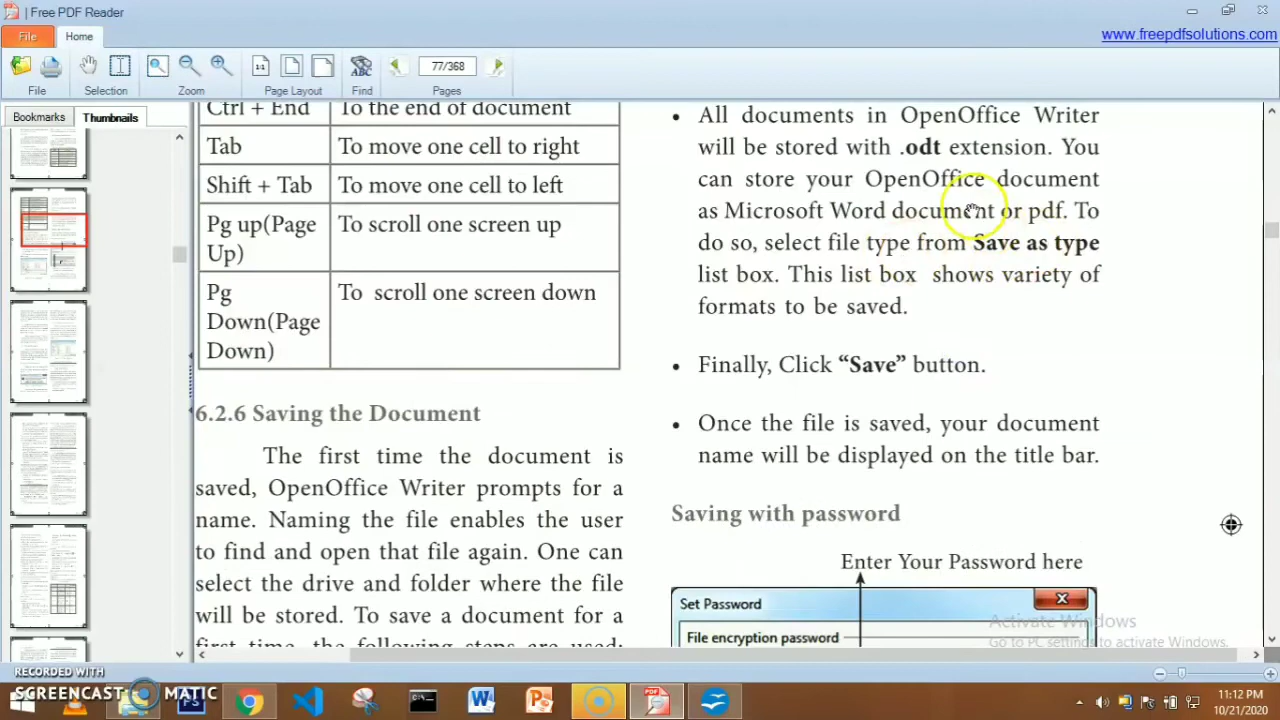 | Free PDF Reader
File
Home
www.freepdfsolutions.com
77/368
File
Selection
Zoom
Page Layout
Find
Pages
Bookmarks
Thumbnails
Ctrl + End To the end of document
Tab To move one cell to right
Shift + Tab To move one cell to left
Pg up(Page To scroll one screen up
Up)
Pg To scroll one screen down
Down(Page
Down)
6.2.6 Saving the Document
The first time the document is
saved, OpenOffice Writer prompts for a
name. Naming the file enables the user
to find and open that file again. One can
select the drive and folder where the file
will be stored. To save a document for a
first time the following are used:
• All documents in OpenOffice Writer
will be stored with .odt extension. You
can store your OpenOffice document
as Microsoft Word document or pdf. To
do so, select file type from Save as type
list box. This list box shows variety of
formats to be saved.
• Finally, Click “Save” button.
• Once the file is saved, your document
name will be displayed on the title bar.
Saving with password
Enter Your Password here
Set Password
File encryption password
Activate Windows
Go to PC settings to activate Windows.
RECORDED WITH
SCREENCAST MATIC
11:12 PM
10/21/2020